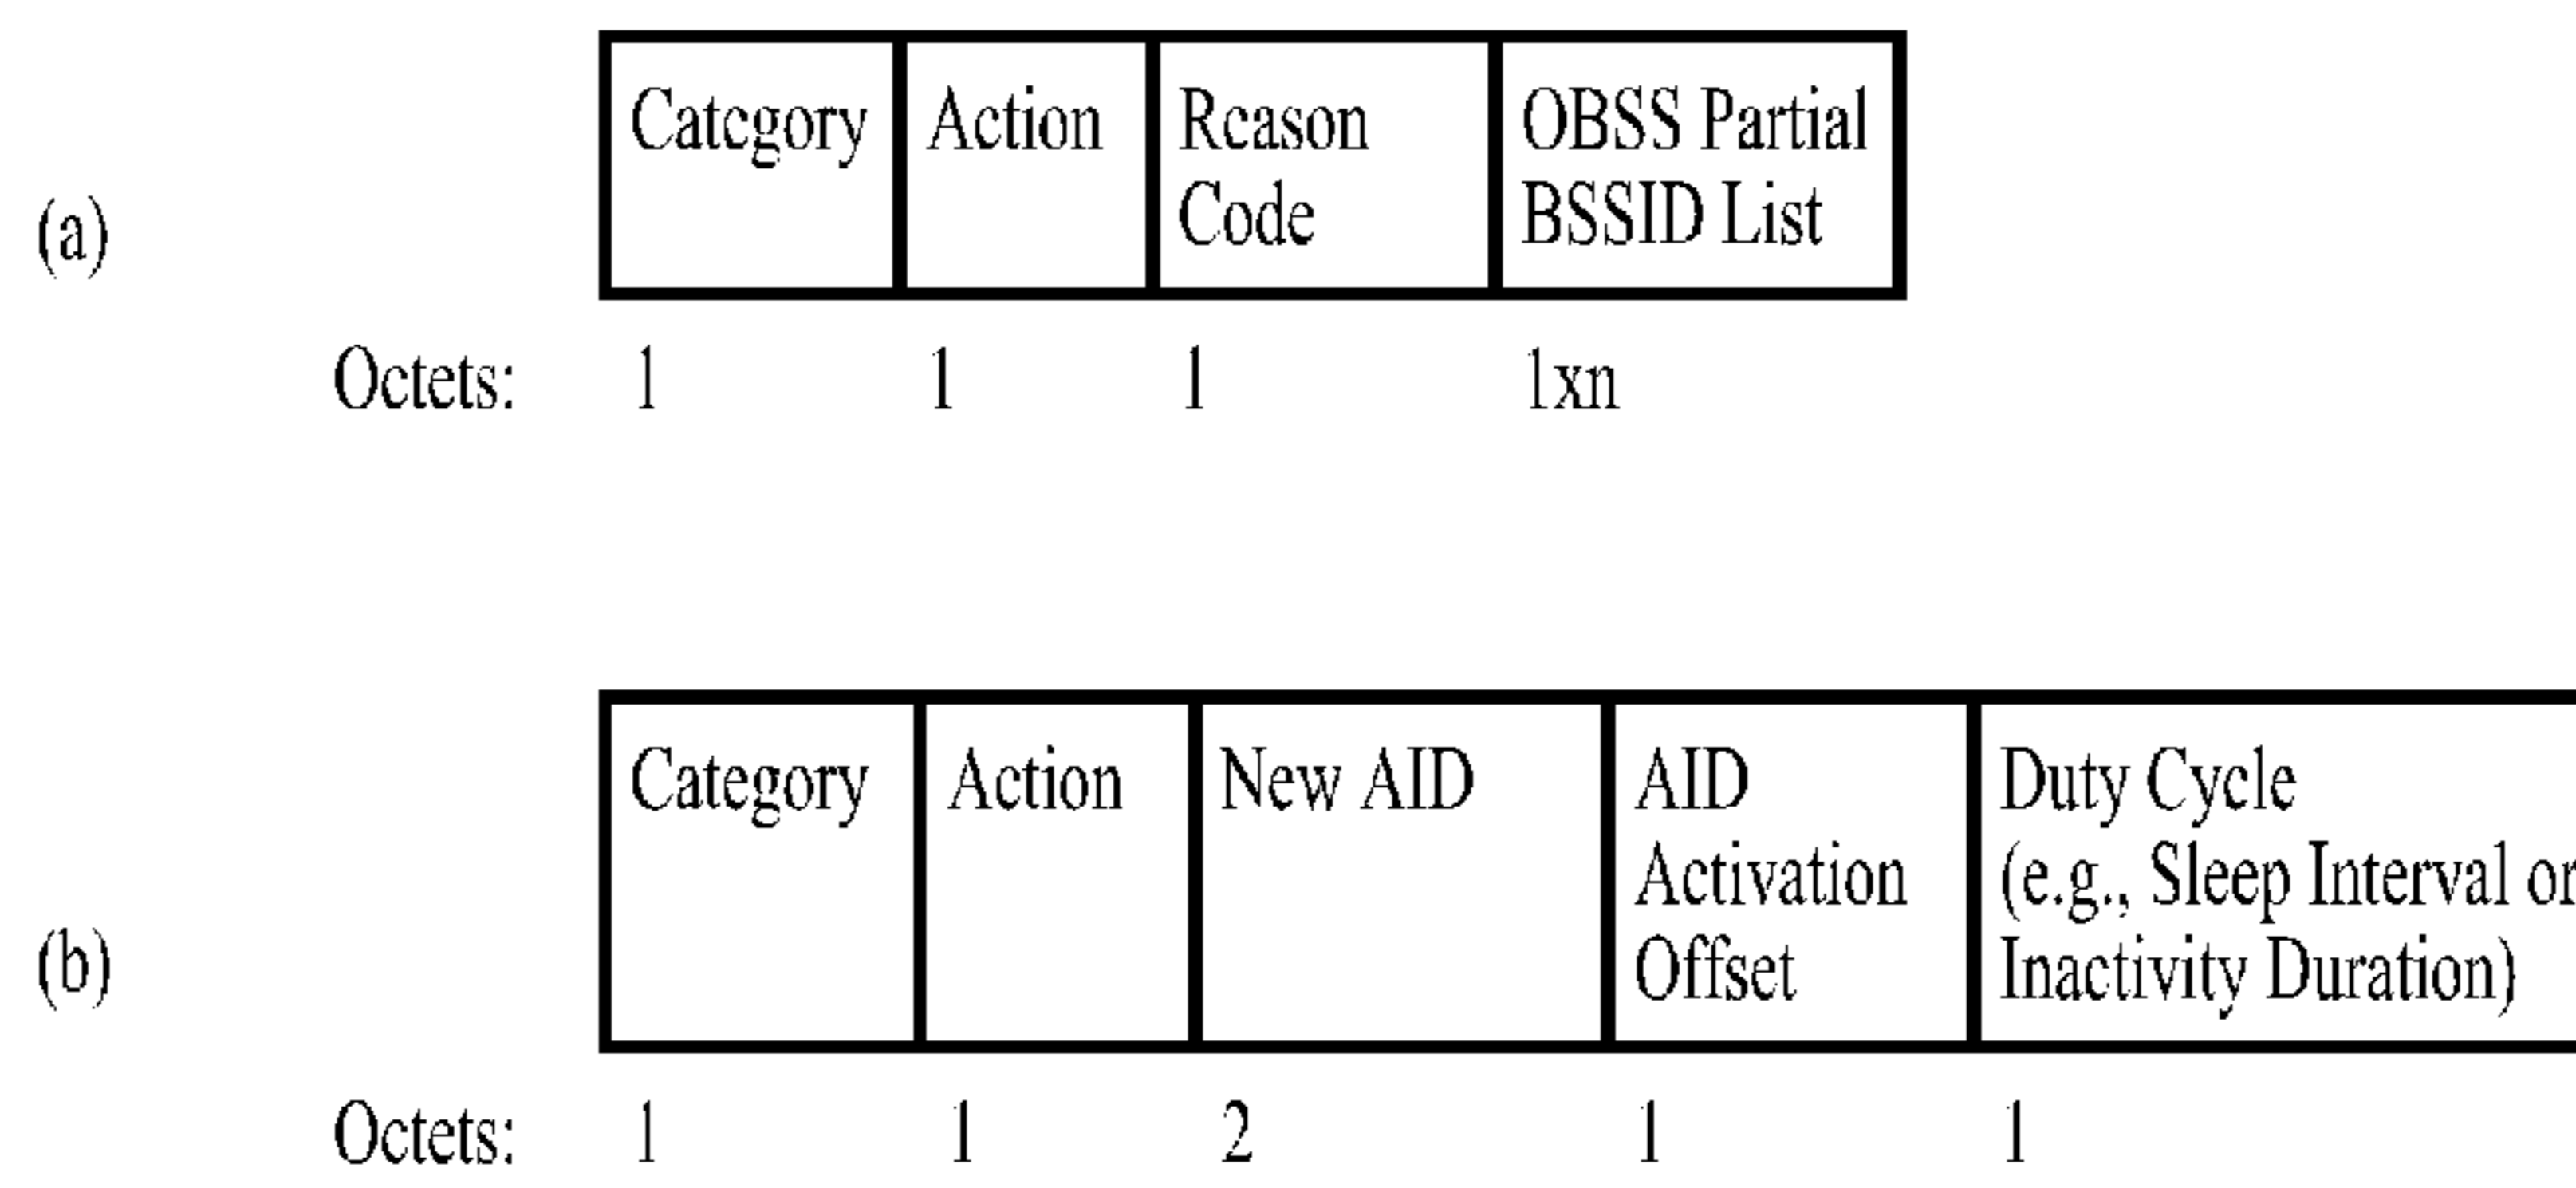 Category Action Reason OBSS Partial
Code BSSID List
(a)
Octets: 1 1 1 1xn
Category Action New AID AID Duty Cycle
Activation (e.g., Sleep Interval or
Offset Inactivity Duration)
(b)
Octets: 1 1 2 1 1